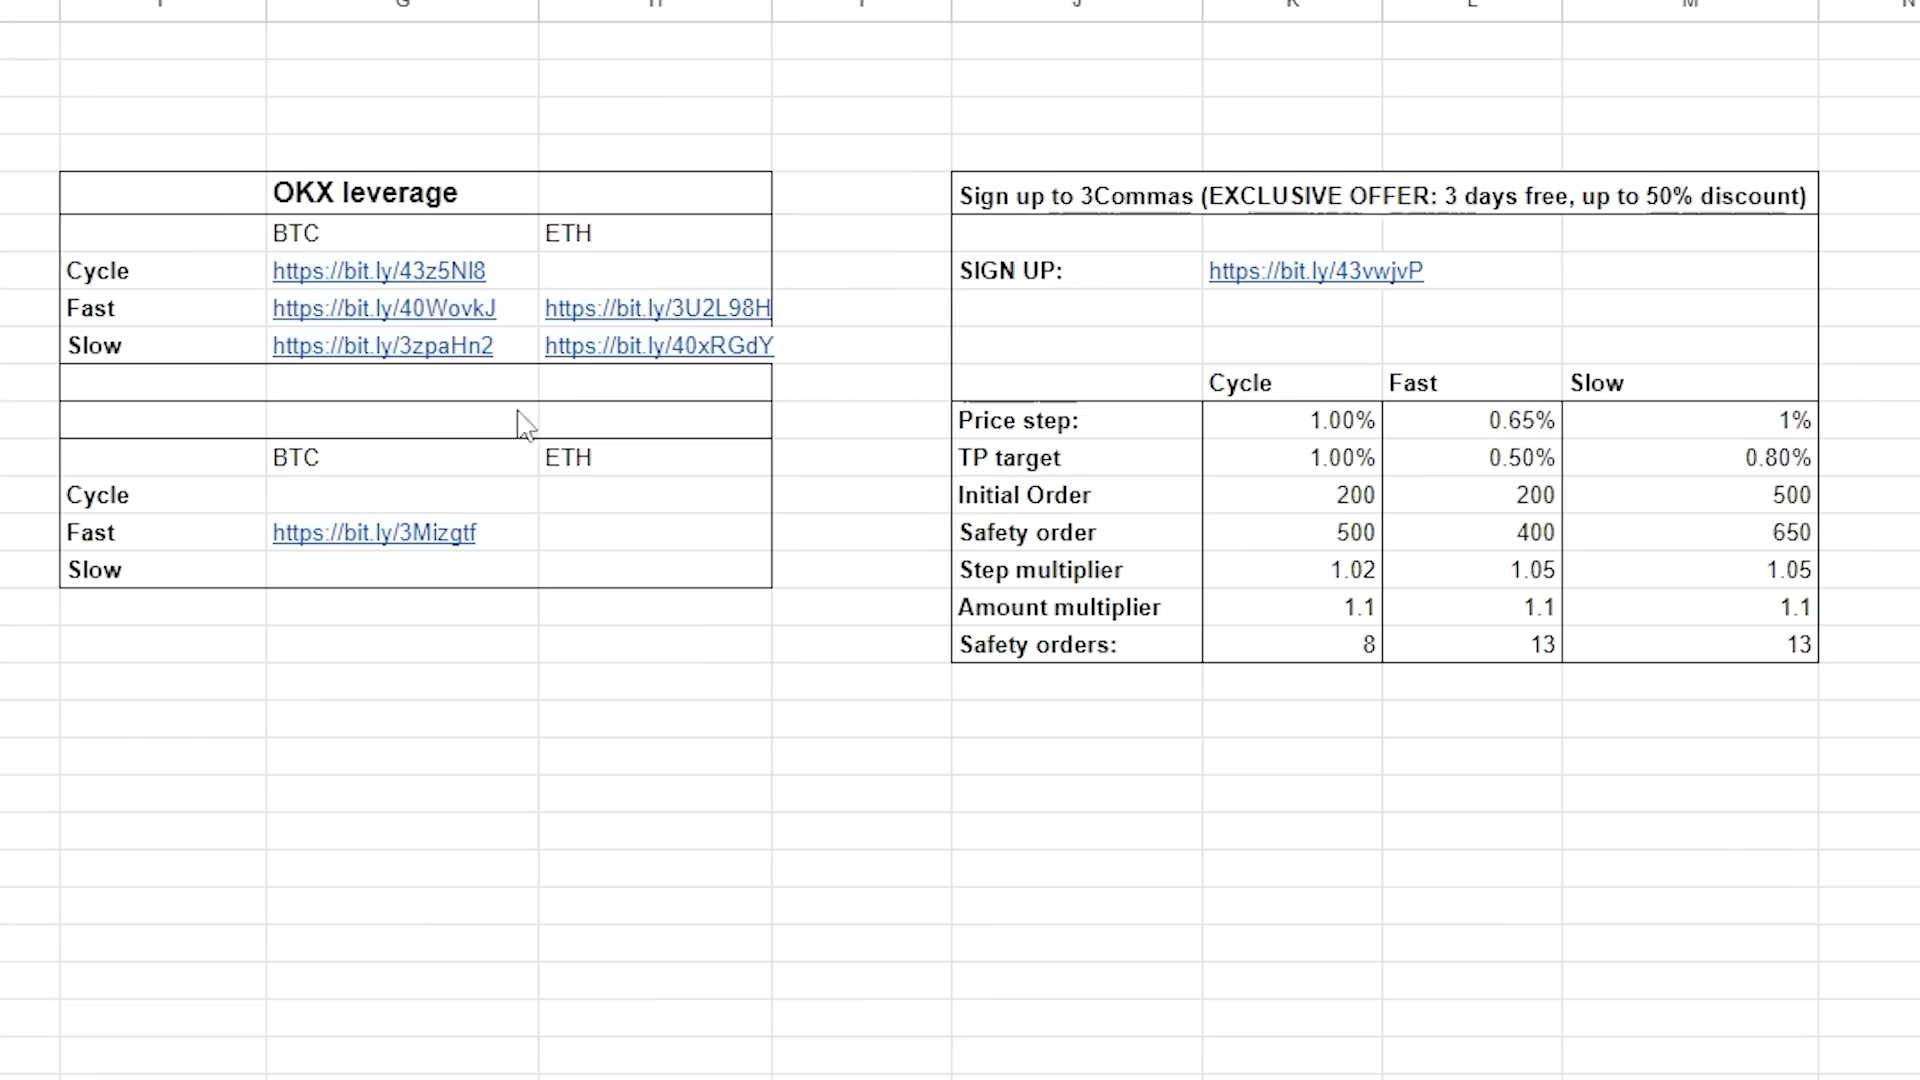 G H J K L M N
OKX leverage
BTC ETH
Cycle https://bit.ly/43z5Nl8
Fast https://bit.ly/40WovkJ https://bit.ly/3U2L98H
Slow https://bit.ly/3zpaHn2 https://bit.ly/40xRGdY
BTC ETH
Cycle
Fast https://bit.ly/3Mizgtf
Slow
Sign up to 3Commas (EXCLUSIVE OFFER: 3 days free, up to 50% discount)
SIGN UP: https://bit.ly/43vwjvP
Cycle Fast Slow
Price step: 1.00% 0.65% 1%
TP target 1.00% 0.50% 0.80%
Initial Order 200 200 500
Safety order 500 400 650
Step multiplier 1.02 1.05 1.05
Amount multiplier 1.1 1.1 1.1
Safety orders: 8 13 13